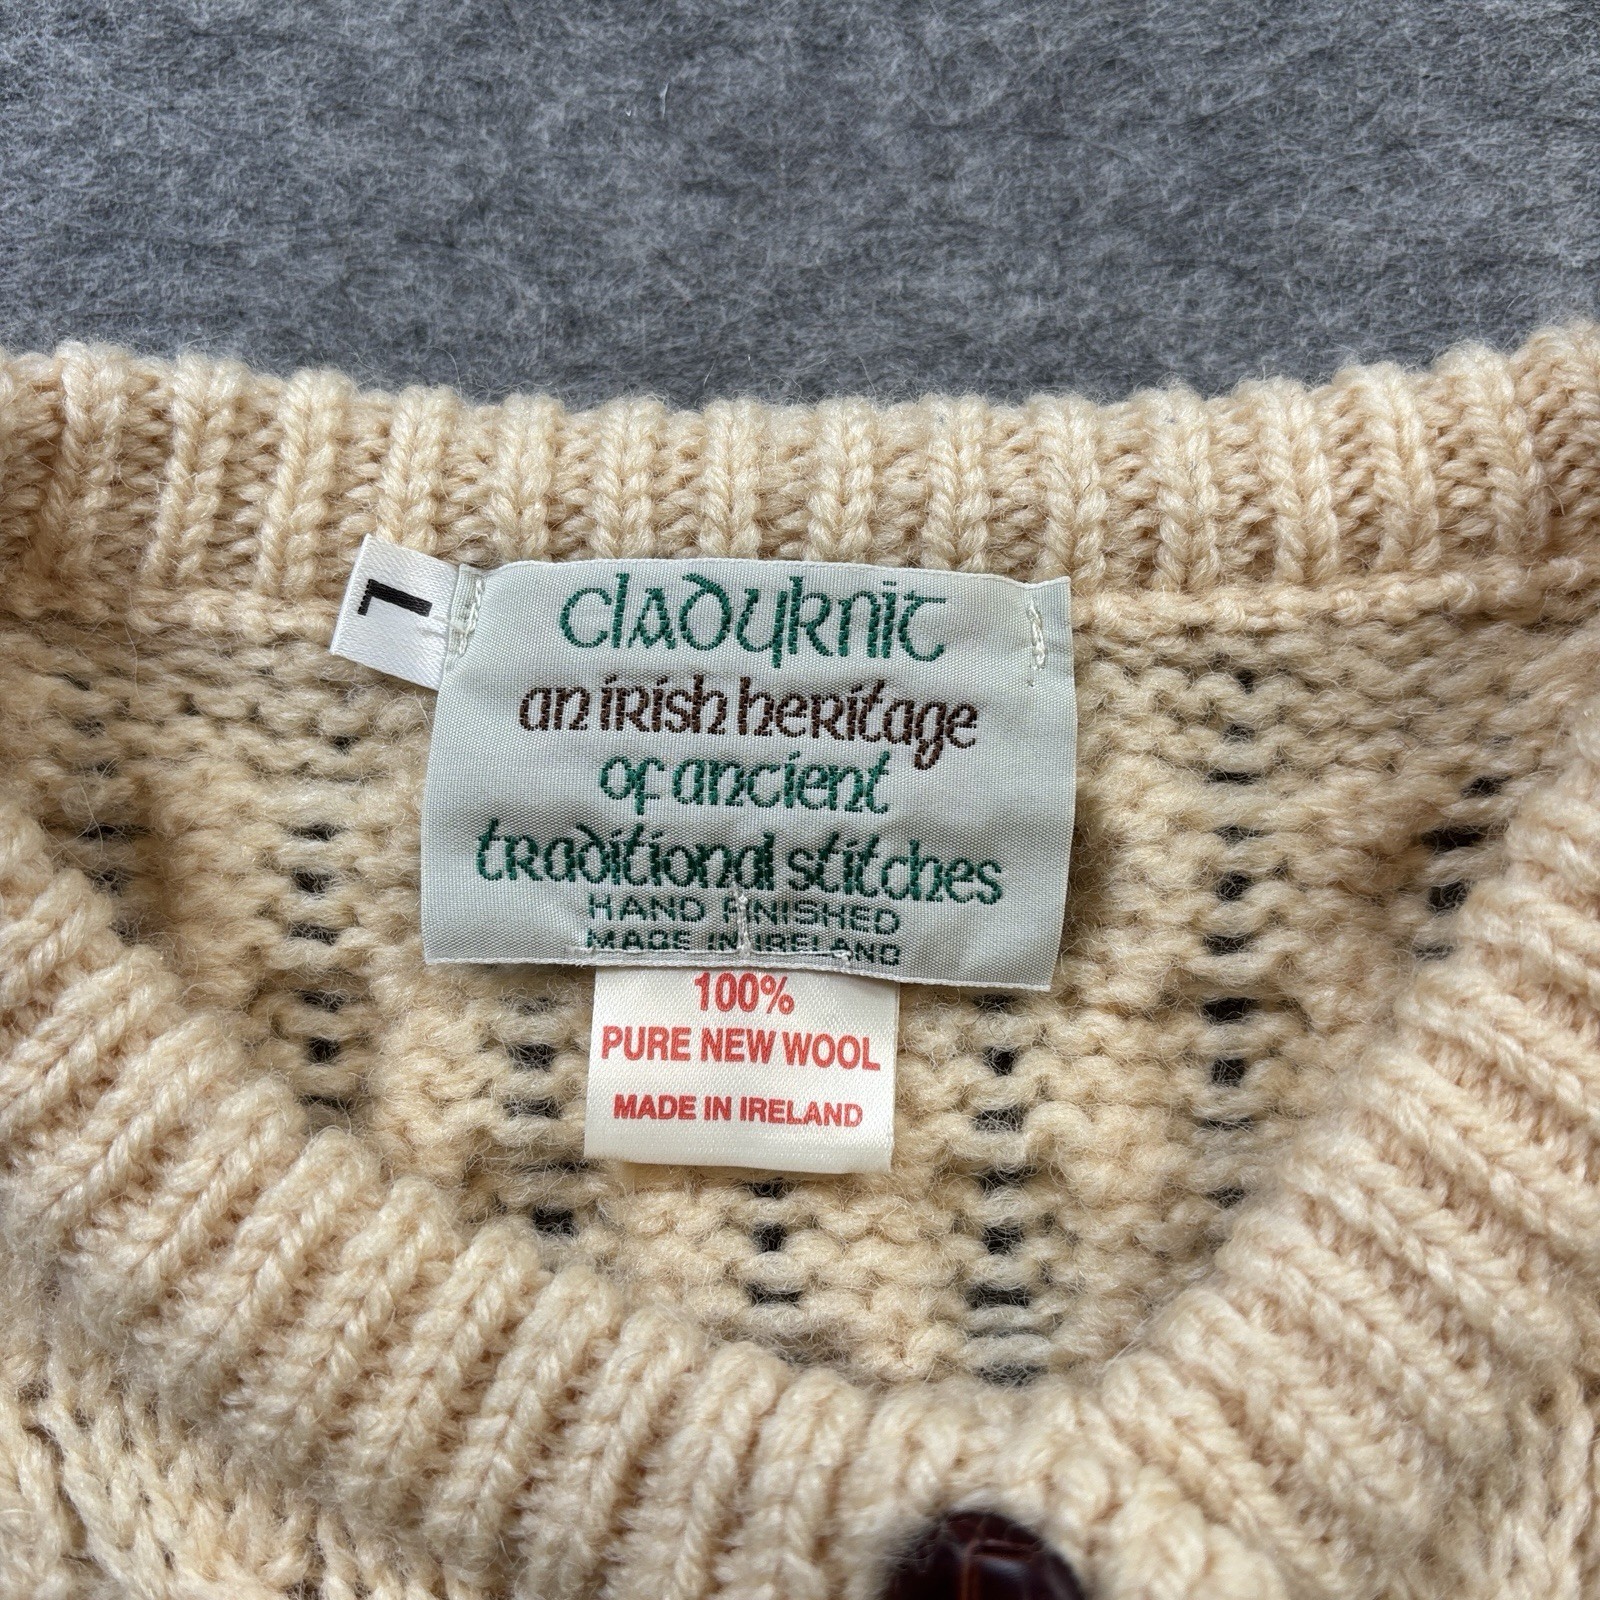 L
cladyknit
an irish heritage
of ancient
traditional stitches
HAND FINISHED
MADE IN IRELAND
100%
PURE NEW WOOL
MADE IN IRELAND